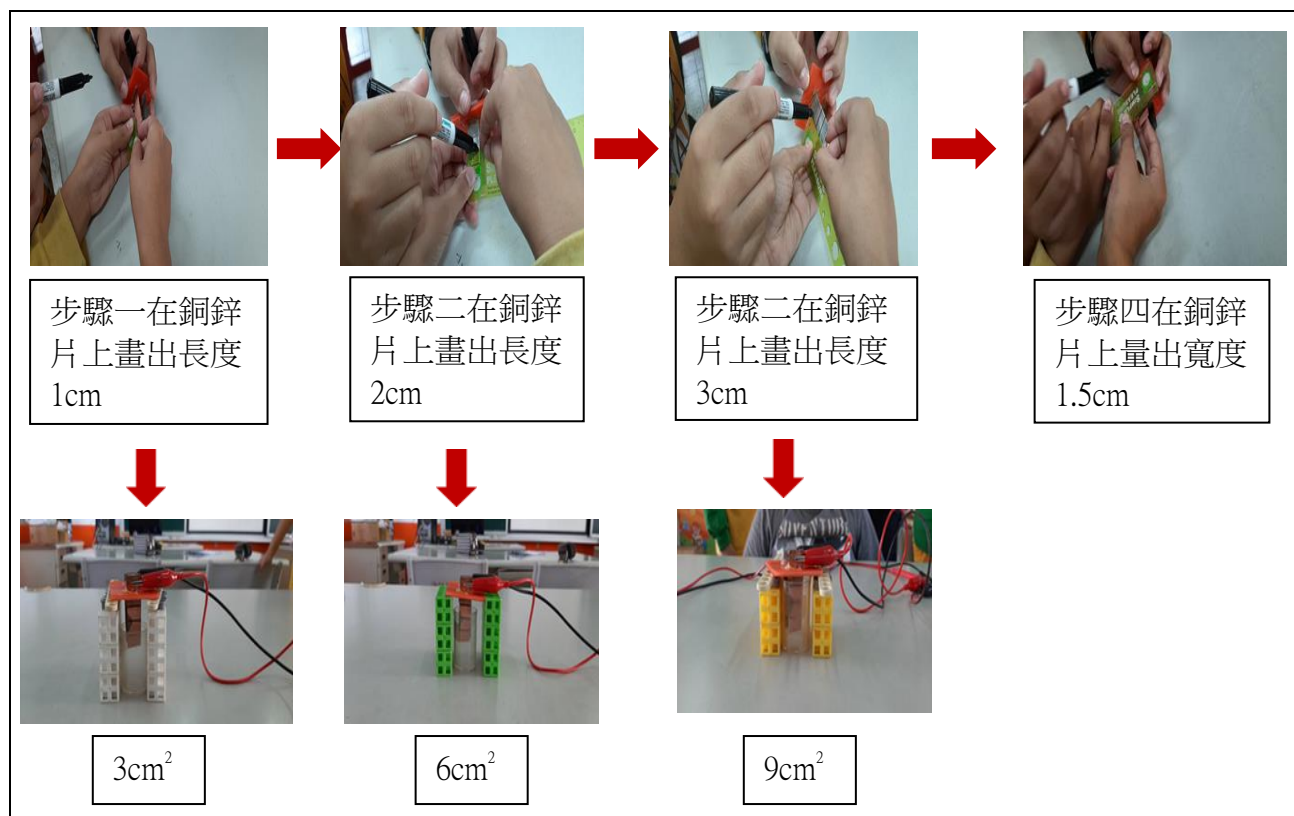 步驟一在銅鋅
片上畫出長度
1cm
步驟二在銅鋅
片上畫出長度
2cm
步驟二在銅鋅
片上畫出長度
3cm
步驟四在銅鋅
片上量出寬度
1.5cm
3cm²
6cm²
9cm²